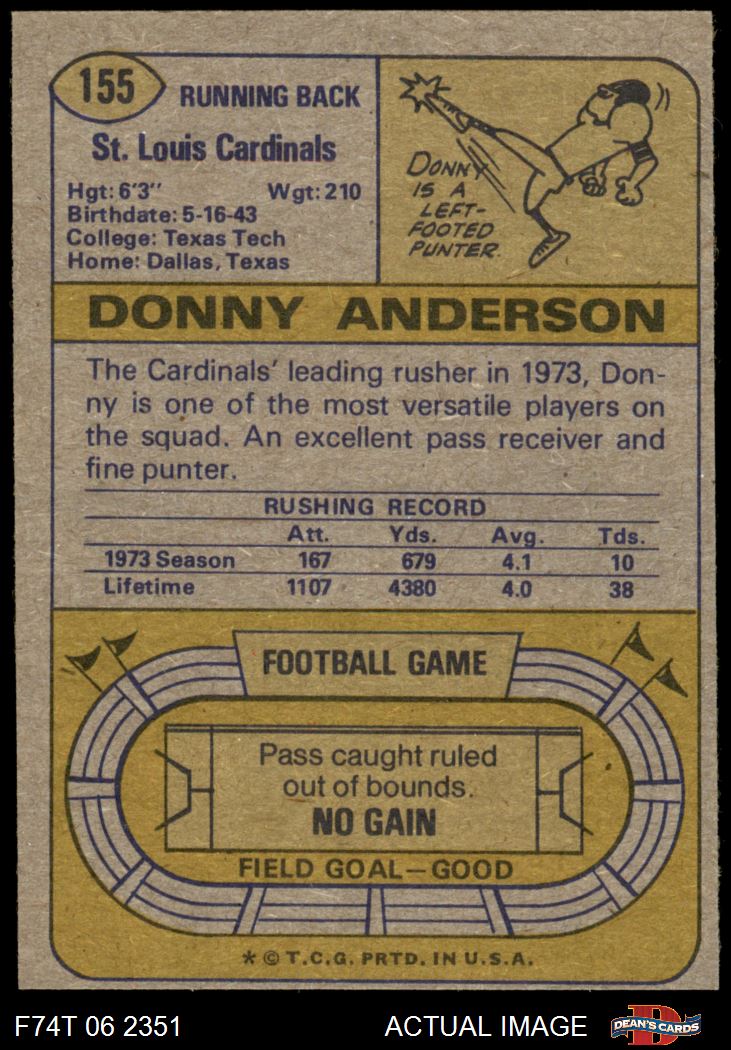 155
RUNNING BACK
St. Louis Cardinals
Hgt: 6'3" Wgt: 210
Birthdate: 5-16-43
College: Texas Tech
Home: Dallas, Texas
DONNY
IS A
LEFT-
FOOTED
PUNTER.
DONNY ANDERSON
The Cardinals' leading rusher in 1973, Don-
ny is one of the most versatile players on
the squad. An excellent pass receiver and
fine punter.
RUSHING RECORD
Att. Yds. Avg. Tds.
1973 Season 167 679 4.1 10
Lifetime 1107 4380 4.0 38
FOOTBALL GAME
Pass caught ruled
out of bounds.
NO GAIN
FIELD GOAL—GOOD
* © T.C.G. PRTD. IN U.S.A.
F74T 06 2351 ACTUAL IMAGE
D
DEAN'S CARDS